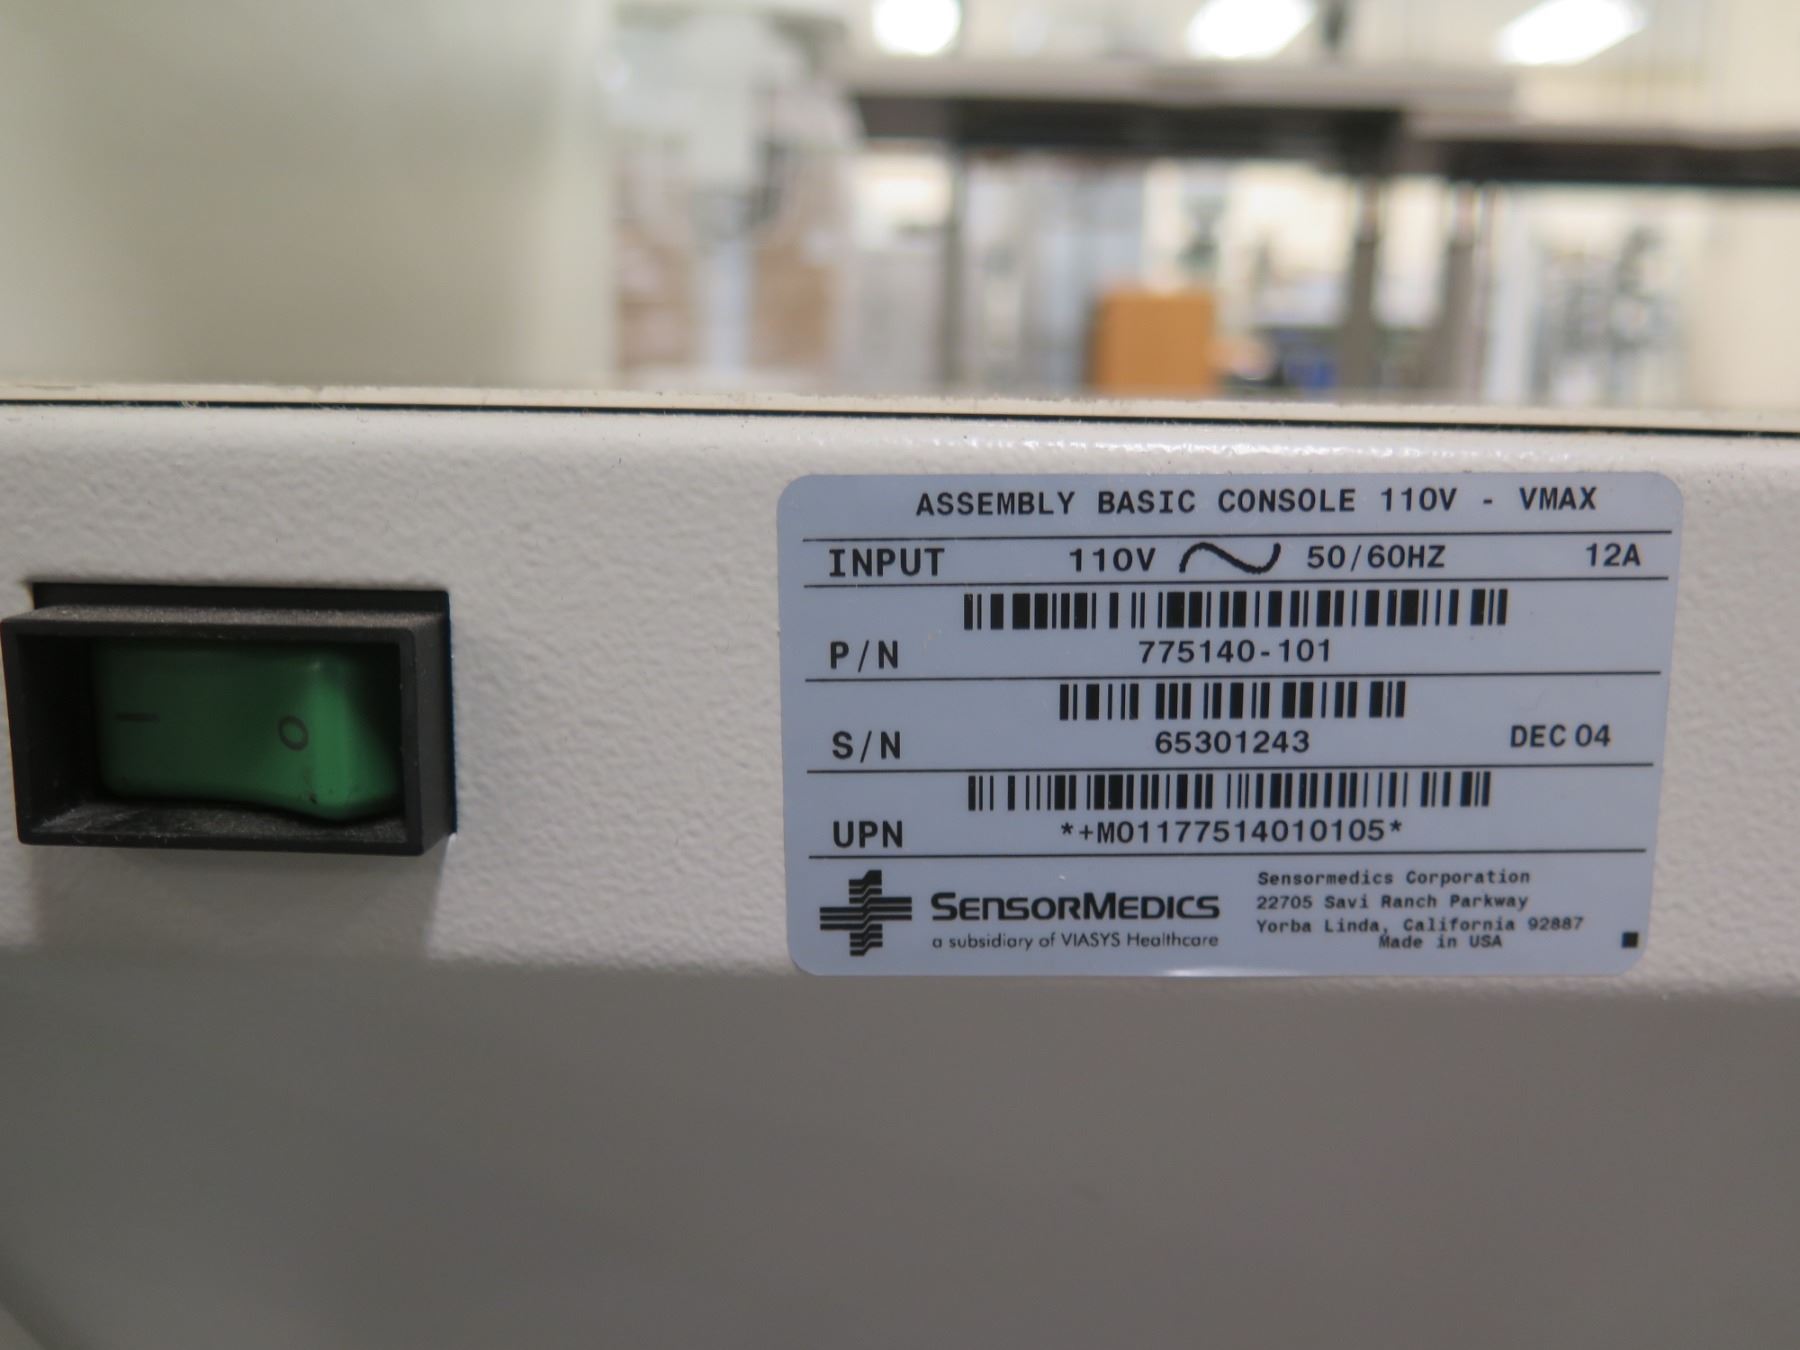 ASSEMBLY BASIC CONSOLE 110V - VMAX
INPUT 110V 50/60HZ 12A
P/N 775140-101
S/N 65301243 DEC 04
UPN *+M01177514010105*
SENSORMEDICS
a subsidiary of VIASYS Healthcare
Sensormedics Corporation
22705 Savi Ranch Parkway
Yorba Linda, California 92887
Made in USA
I O